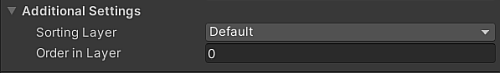 Additional Settings
Sorting Layer Default
Order in Layer 0